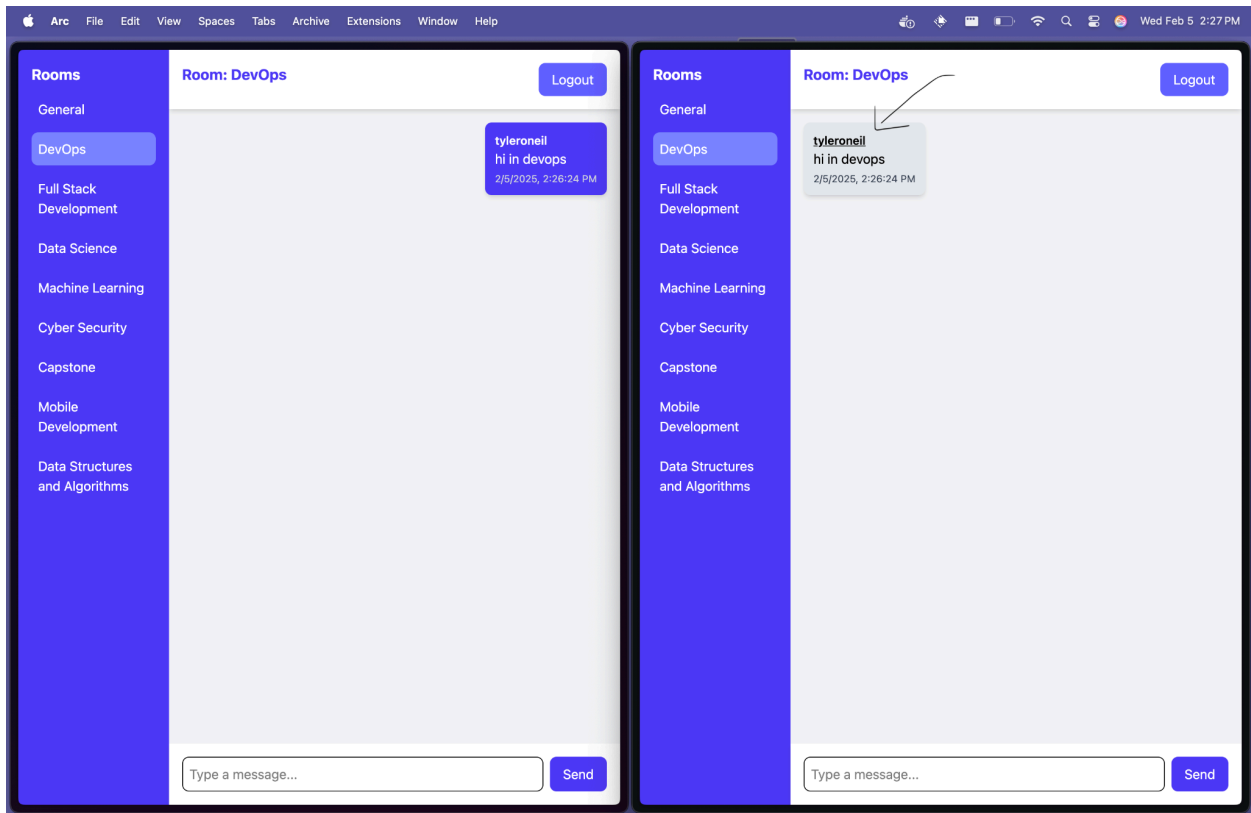 Arc File Edit View Spaces Tabs Archive Extensions Window Help Wed Feb 5 2:27 PM
Rooms
General
DevOps
Full Stack
Development
Data Science
Machine Learning
Cyber Security
Capstone
Mobile
Development
Data Structures
and Algorithms
Room: DevOps
Logout
tyleroneil
hi in devops
2/5/2025, 2:26:24 PM
Type a message...
Send
Rooms
General
DevOps
Full Stack
Development
Data Science
Machine Learning
Cyber Security
Capstone
Mobile
Development
Data Structures
and Algorithms
Room: DevOps
Logout
tyleroneil
hi in devops
2/5/2025, 2:26:24 PM
Type a message...
Send